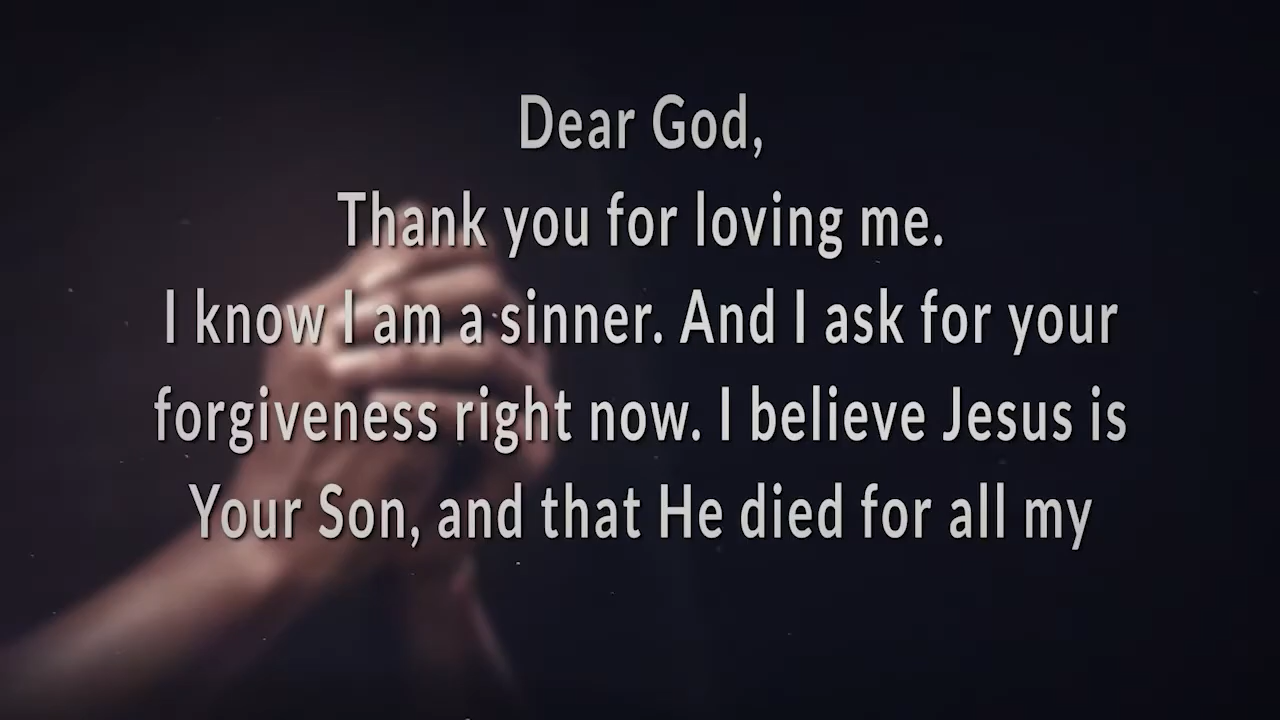 Dear God,
Thank you for loving me.
I know I am a sinner. And I ask for your
forgiveness right now. I believe Jesus is
Your Son, and that He died for all my